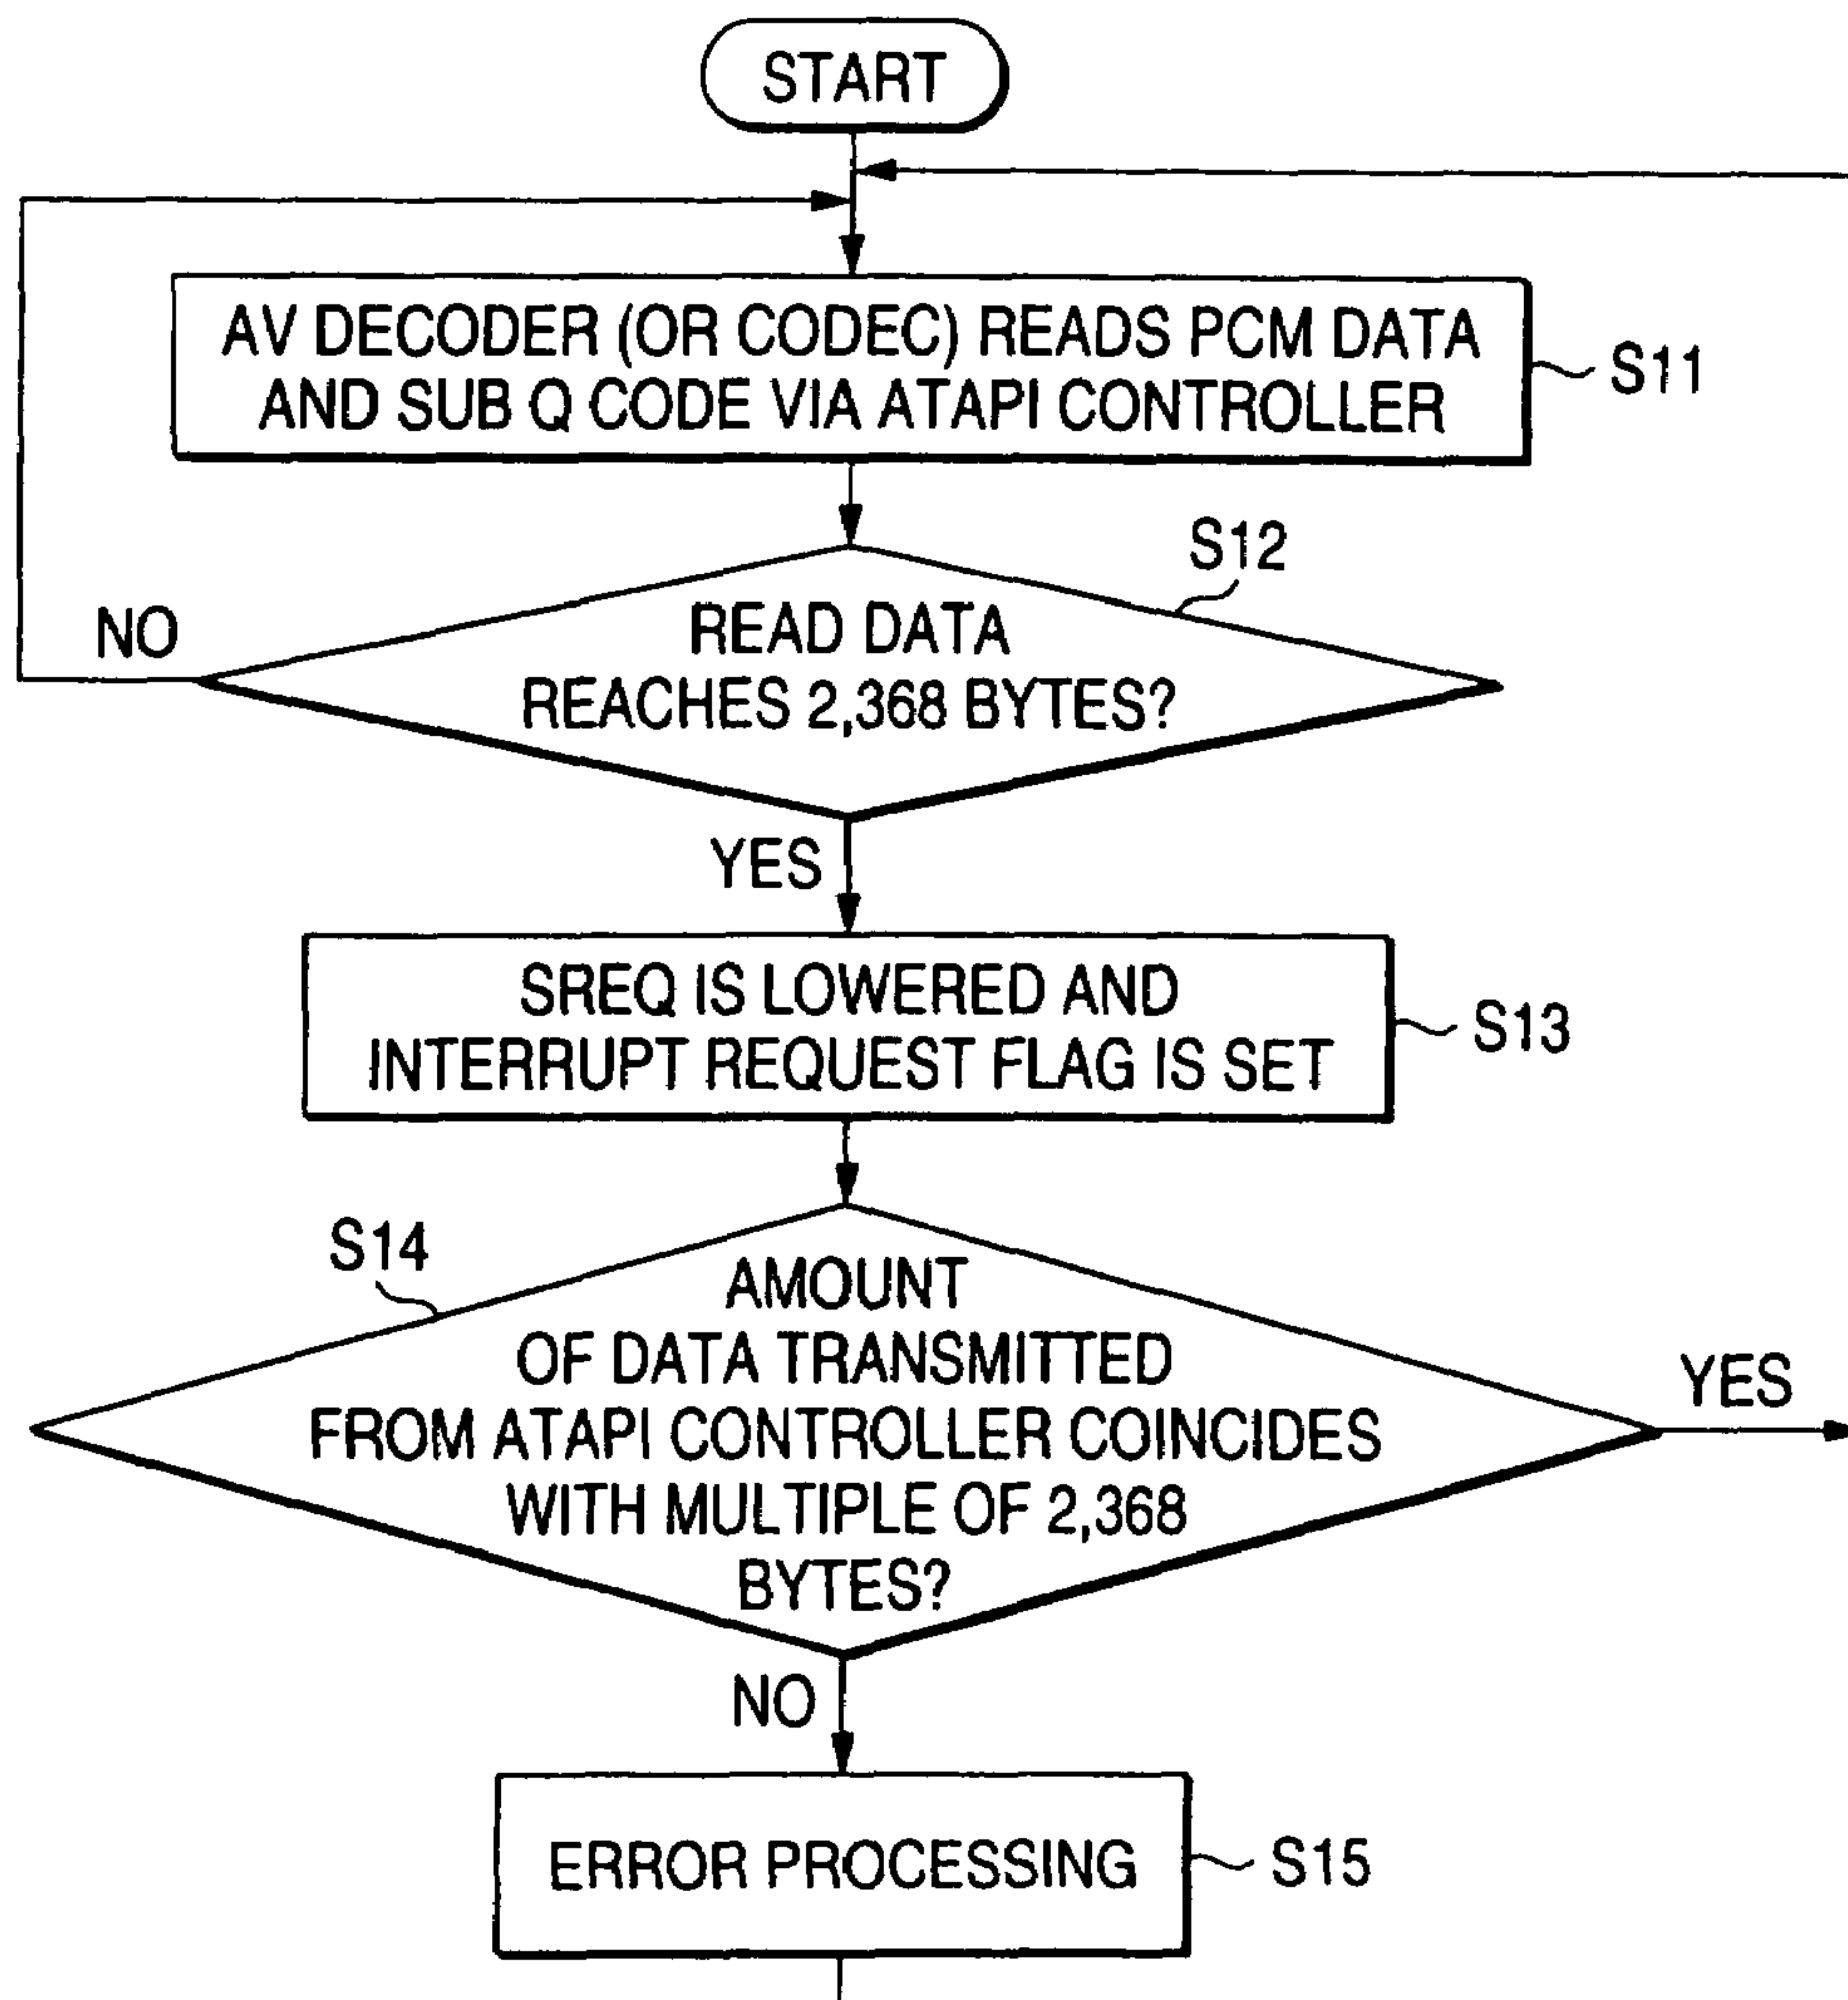 START
AV DECODER (OR CODEC) READS PCM DATA
AND SUB Q CODE VIA ATAPI CONTROLLER
S11
S12
READ DATA
REACHES 2,368 BYTES?
NO
YES
SREQ IS LOWERED AND
INTERRUPT REQUEST FLAG IS SET
S13
S14
AMOUNT
OF DATA TRANSMITTED
FROM ATAPI CONTROLLER COINCIDES
WITH MULTIPLE OF 2,368
BYTES?
YES
NO
ERROR PROCESSING
S15